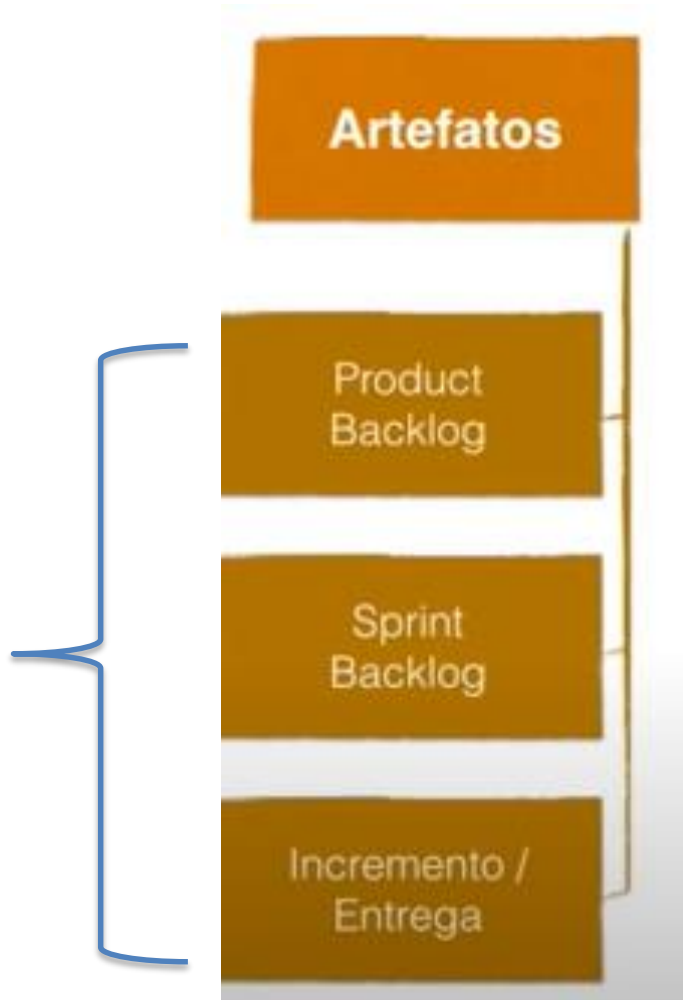 Artefatos
Product
Backlog
Sprint
Backlog
Incremento /
Entrega